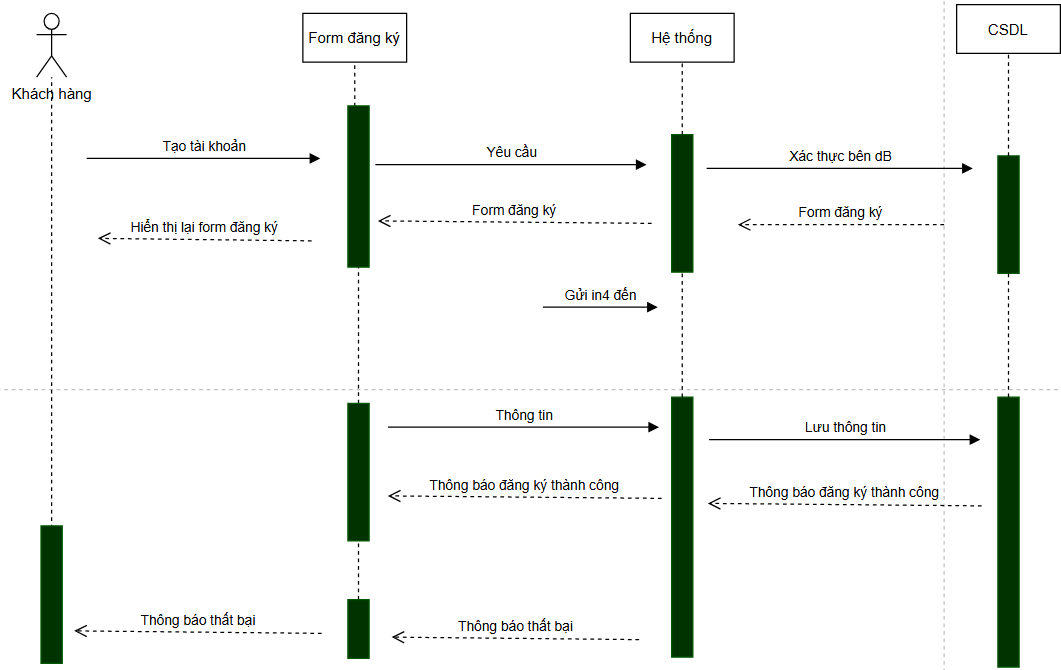 Form đăng ký
Hệ thống
CSDL
Khách hàng
Tạo tài khoản
Yêu cầu
Xác thực bên dB
Form đăng ký
Form đăng ký
Hiển thị lại form đăng ký
Gửi in4 đến
Thông tin
Lưu thông tin
Thông báo đăng ký thành công
Thông báo đăng ký thành công
Thông báo thất bại
Thông báo thất bại